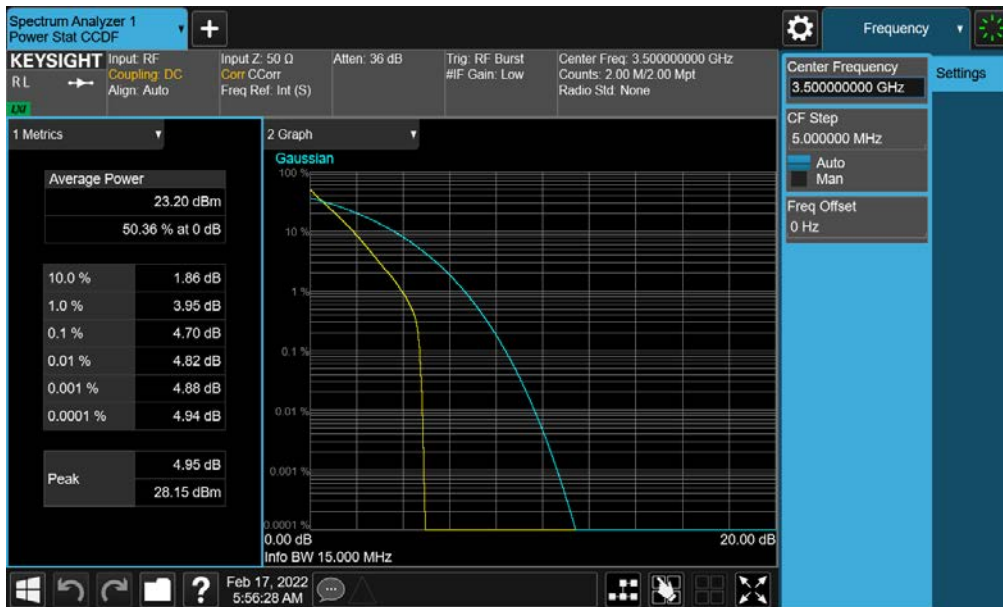 Spectrum Analyzer 1
Power Stat CCDF
+
Frequency
KEYSIGHT
RL
LXI
Input: RF
Coupling: DC
Align: Auto
Input Z: 50 Ω
Corr CCorr
Freq Ref: Int (S)
Atten: 36 dB
Trig: RF Burst
#IF Gain: Low
Center Freq: 3.500000000 GHz
Counts: 2.00 M/2.00 Mpt
Radio Std: None
Center Frequency
3.500000000 GHz
Settings
CF Step
5.000000 MHz
Auto
Man
Freq Offset
0 Hz
1 Metrics
Average Power
23.20 dBm
50.36 % at 0 dB
10.0 % 1.86 dB
1.0 % 3.95 dB
0.1 % 4.70 dB
0.01 % 4.82 dB
0.001 % 4.88 dB
0.0001 % 4.94 dB
Peak 4.95 dB
28.15 dBm
2 Graph
Gaussian
100 %
10 %
1 %
0.1 %
0.01 %
0.001 %
0.0001 %
0.00 dB 20.00 dB
Info BW 15.000 MHz
?
Feb 17, 2022
5:56:28 AM